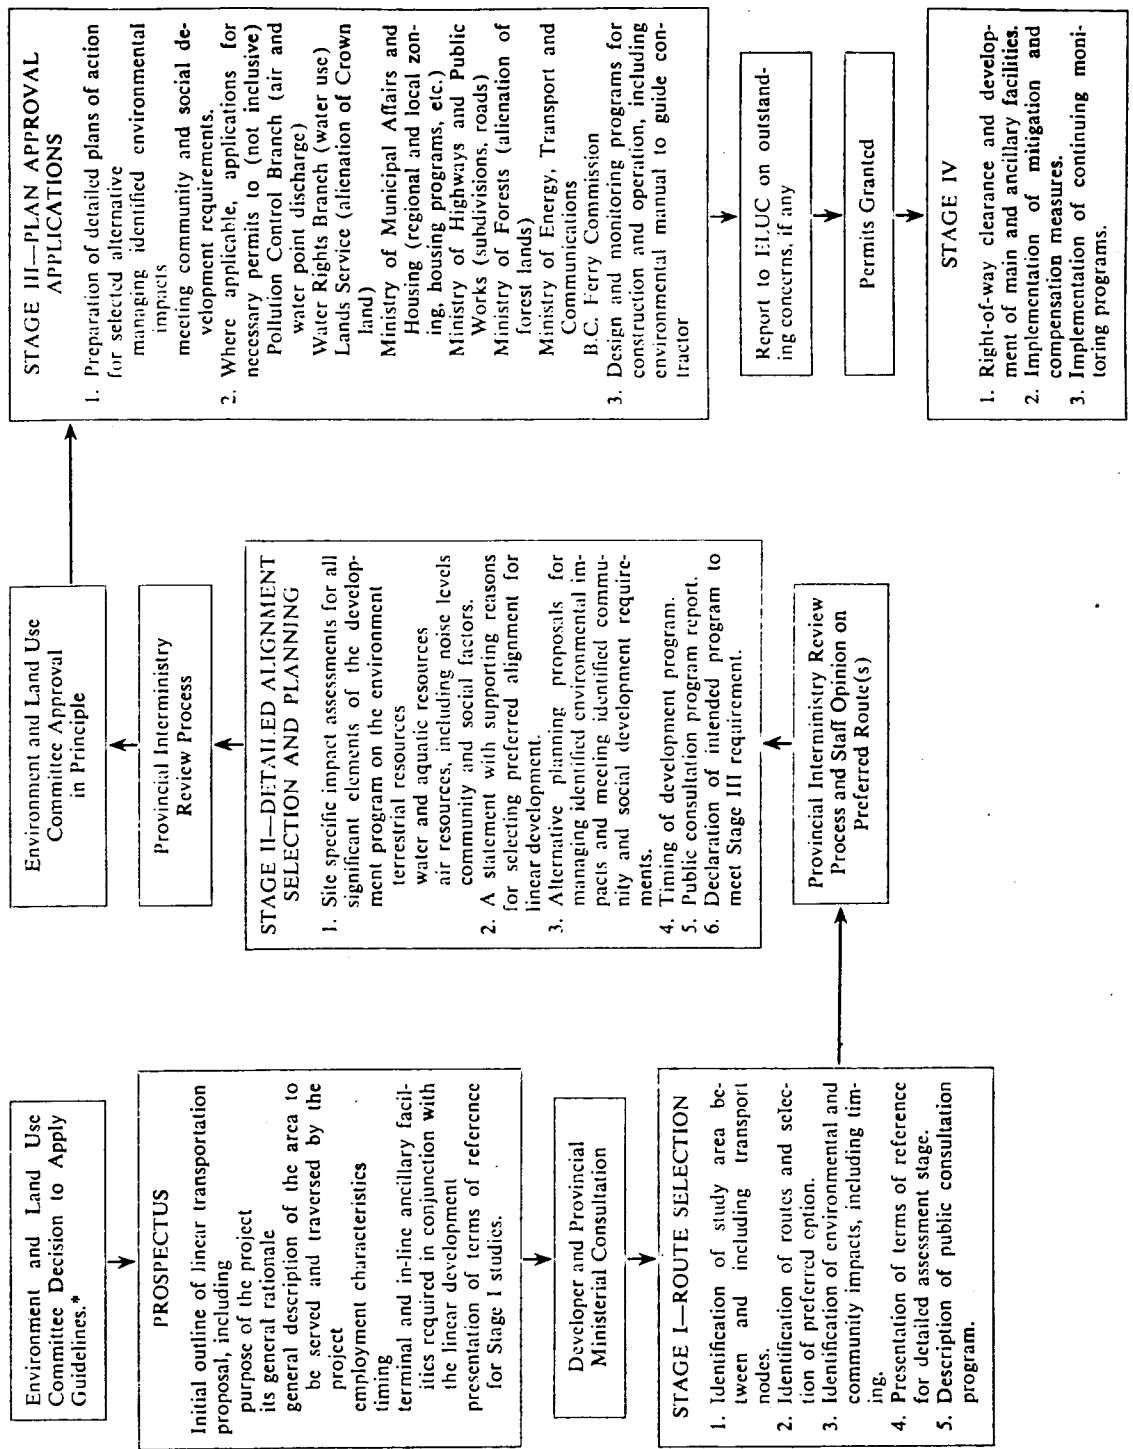 Environment and Land Use
Committee Decision to Apply
Guidelines.*
PROSPECTUS
Initial outline of linear transportation
proposal, including
purpose of the project
its general rationale
general description of the area to
be served and traversed by the
project
employment characteristics
timing
terminal and in-line ancillary facil-
ities required in conjunction with
the linear development
presentation of terms of reference
for Stage I studies.
Developer and Provincial
Ministerial Consultation
STAGE I—ROUTE SELECTION
1. Identification of study area be-
tween and including transport
nodes.
2. Identification of routes and selec-
tion of preferred option.
3. Identification of environmental and
community impacts, including tim-
ing.
4. Presentation of terms of reference
for detailed assessment stage.
5. Description of public consultation
program.
Provincial Interministry Review
Process and Staff Opinion on
Preferred Route(s)
STAGE II—DETAILED ALIGNMENT
SELECTION AND PLANNING
1. Site specific impact assessments for all
significant elements of the develop-
ment program on the environment
terrestrial resources
water and aquatic resources
air resources, including noise levels
community and social factors.
2. A statement with supporting reasons
for selecting preferred alignment for
linear development.
3. Alternative planning proposals for
managing identified environmental im-
pacts and meeting identified commu-
nity and social development require-
ments.
4. Timing of development program.
5. Public consultation program report.
6. Declaration of intended program to
meet Stage III requirement.
Provincial Interministry
Review Process
Environment and Land Use
Committee Approval
in Principle
STAGE III—PLAN APPROVAL
APPLICATIONS
1. Preparation of detailed plans of action
for selected alternative
managing identified environmental
impacts
meeting community and social de-
velopment requirements.
2. Where applicable, applications for
necessary permits to (not inclusive)
Pollution Control Branch (air and
water point discharge)
Water Rights Branch (water use)
Lands Service (alienation of Crown
land)
Ministry of Municipal Affairs and
Housing (regional and local zon-
ing, housing programs, etc.)
Ministry of Highways and Public
Works (subdivisions, roads)
Ministry of Forests (alienation of
forest lands)
Ministry of Energy, Transport and
Communications
B.C. Ferry Commission
3. Design and monitoring programs for
construction and operation, including
environmental manual to guide con-
tractor
Report to ELUC on outstand-
ing concerns, if any
Permits Granted
STAGE IV
1. Right-of-way clearance and develop-
ment of main and ancillary facilities.
2. Implementation of mitigation and
compensation measures.
3. Implementation of continuing moni-
toring programs.